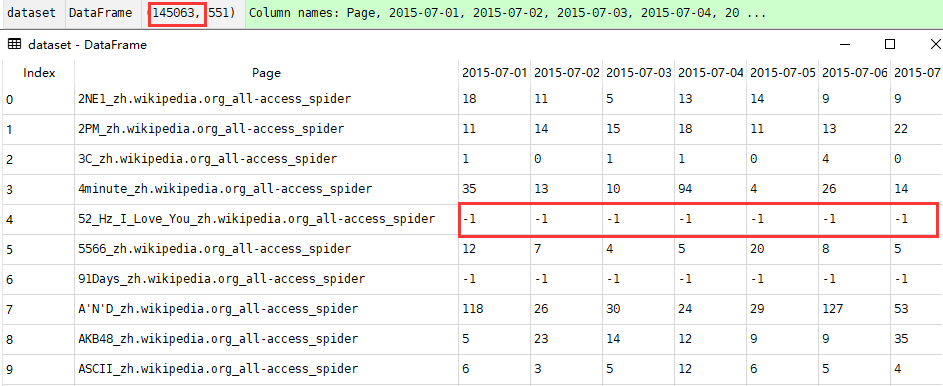 dataset DataFrame (145063, 551) Column names: Page, 2015-07-01, 2015-07-02, 2015-07-03, 2015-07-04, 20 ...
dataset - DataFrame
Index Page 2015-07-01 2015-07-02 2015-07-03 2015-07-04 2015-07-05 2015-07-06 2015-07
0 2NE1_zh.wikipedia.org_all-access_spider 18 11 5 13 14 9 9
1 2PM_zh.wikipedia.org_all-access_spider 11 14 15 18 11 13 22
2 3C_zh.wikipedia.org_all-access_spider 1 0 1 1 0 4 0
3 4minute_zh.wikipedia.org_all-access_spider 35 13 10 94 4 26 14
4 52_Hz_I_Love_You_zh.wikipedia.org_all-access_spider -1 -1 -1 -1 -1 -1 -1
5 5566_zh.wikipedia.org_all-access_spider 12 7 4 5 20 8 5
6 91Days_zh.wikipedia.org_all-access_spider -1 -1 -1 -1 -1 -1 -1
7 A'N'D_zh.wikipedia.org_all-access_spider 118 26 30 24 29 127 53
8 AKB48_zh.wikipedia.org_all-access_spider 5 23 14 12 9 9 35
9 ASCII_zh.wikipedia.org_all-access_spider 6 3 5 12 6 5 4